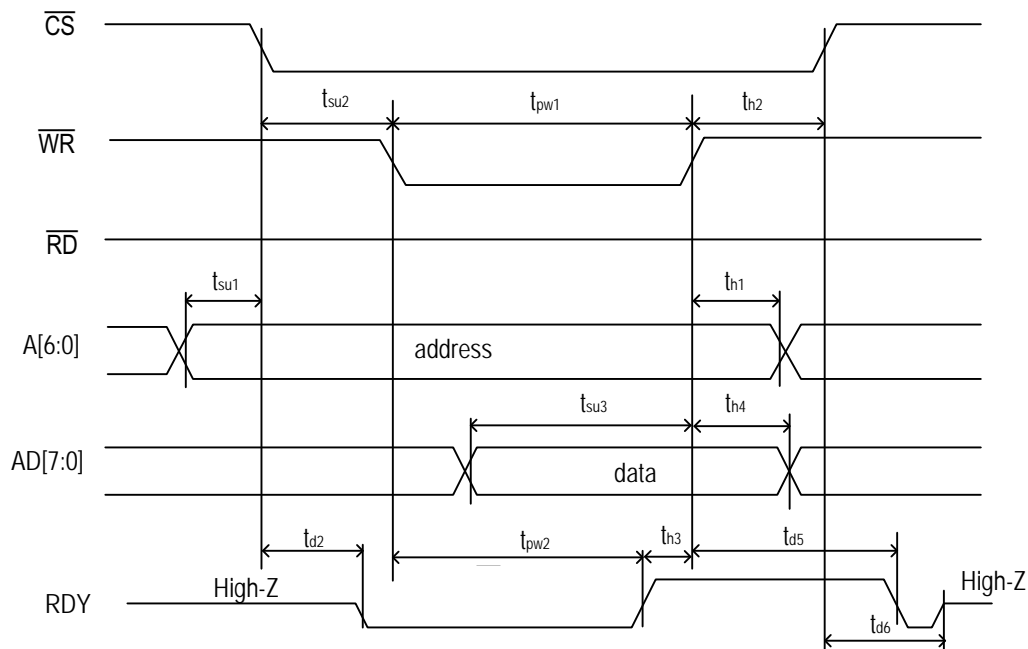 CS
tsu2
tpw1
th2
WR
RD
tsu1
th1
A[6:0]
address
tsu3
th4
AD[7:0]
data
td2
tpw2
th3
td5
High-Z
High-Z
RDY
td6